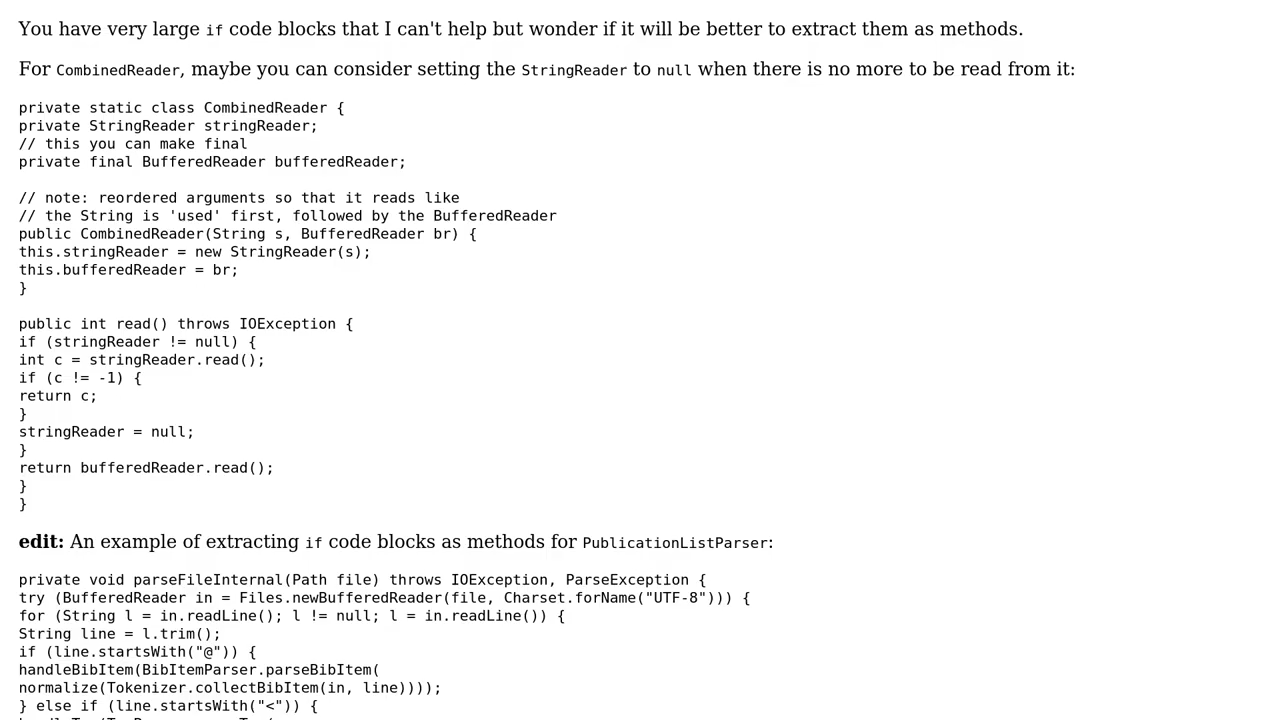 You have very large if code blocks that I can't help but wonder if it will be better to extract them as methods.
For CombinedReader, maybe you can consider setting the StringReader to null when there is no more to be read from it:
private static class CombinedReader {
private StringReader stringReader;
// this you can make final
private final BufferedReader bufferedReader;
// note: reordered arguments so that it reads like
// the String is 'used' first, followed by the BufferedReader
public CombinedReader(String s, BufferedReader br) {
this.stringReader = new StringReader(s);
this.bufferedReader = br;
}
public int read() throws IOException {
if (stringReader != null) {
int c = stringReader.read();
if (c != -1) {
return c;
}
stringReader = null;
}
return bufferedReader.read();
}
}
edit: An example of extracting if code blocks as methods for PublicationListParser:
private void parseFileInternal(Path file) throws IOException, ParseException {
try (BufferedReader in = Files.newBufferedReader(file, Charset.forName("UTF-8"))) {
for (String l = in.readLine(); l != null; l = in.readLine()) {
String line = l.trim();
if (line.startsWith("@")) {
handleBibItem(BibItemParser.parseBibItem(
normalize(Tokenizer.collectBibItem(in, line))));
} else if (line.startsWith("<")) {